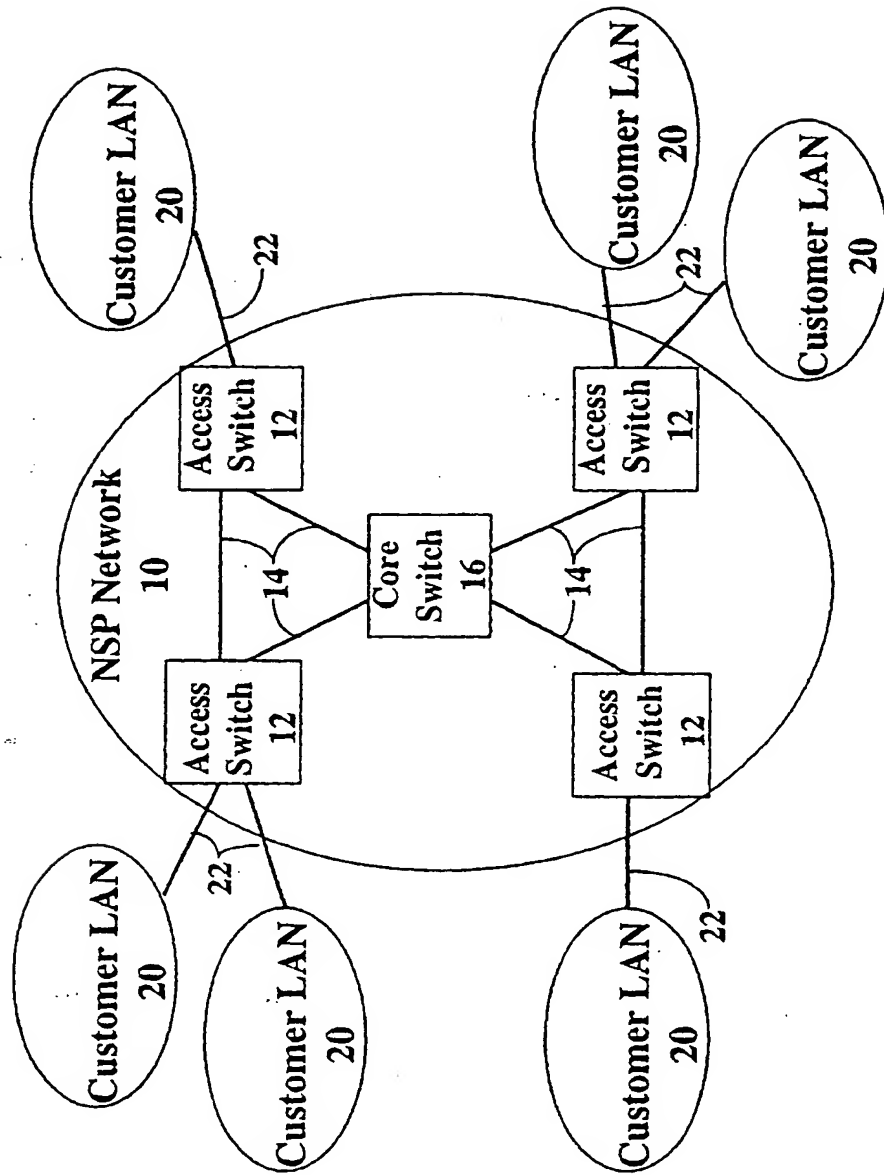 Customer LAN
20
NSP Network
10
Customer LAN
20
Access
Switch
12
Access
Switch
12
22
22
14
Customer LAN
20
Core
Switch
16
14
Customer LAN
20
Access
Switch
12
Access
Switch
12
Customer LAN
20
22
22
Customer LAN
20